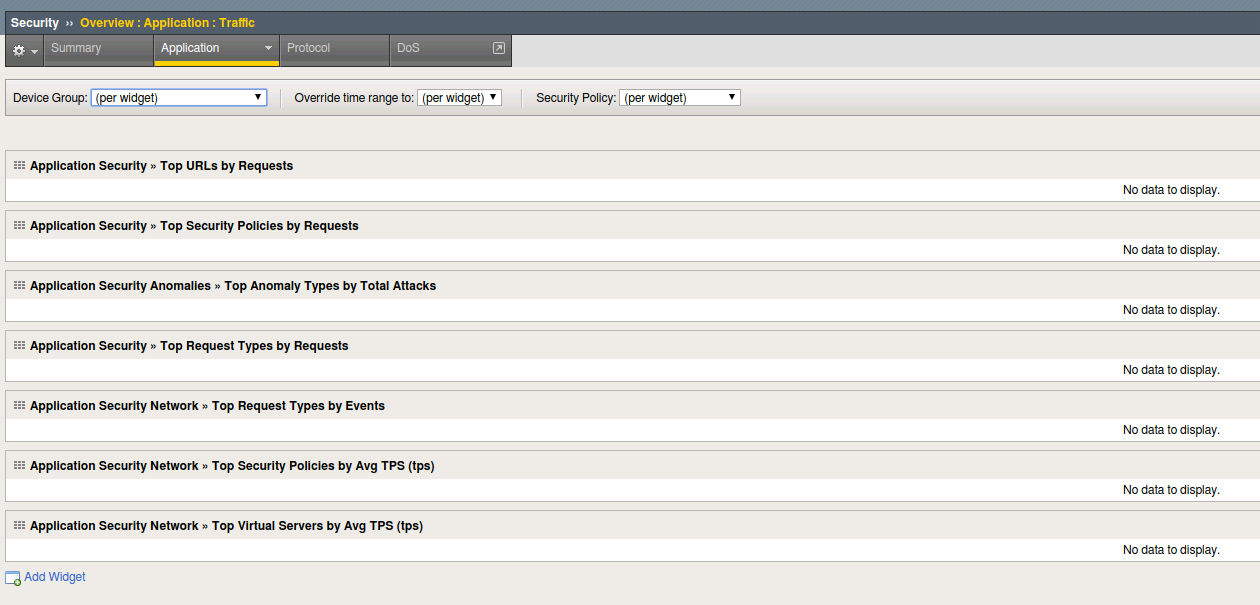 Security ›› Overview : Application : Traffic
Summary Application Protocol DoS
Device Group: (per widget) Override time range to: (per widget) Security Policy: (per widget)
Application Security » Top URLs by Requests
No data to display.
Application Security » Top Security Policies by Requests
No data to display.
Application Security Anomalies » Top Anomaly Types by Total Attacks
No data to display.
Application Security » Top Request Types by Requests
No data to display.
Application Security Network » Top Request Types by Events
No data to display.
Application Security Network » Top Security Policies by Avg TPS (tps)
No data to display.
Application Security Network » Top Virtual Servers by Avg TPS (tps)
No data to display.
Add Widget